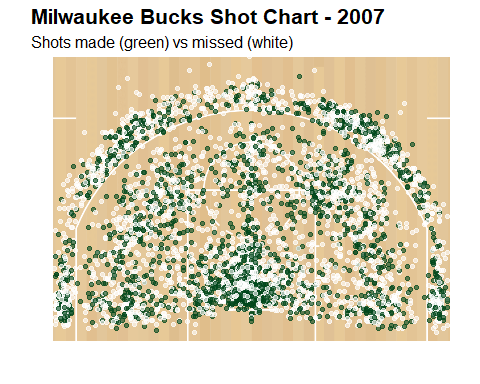 Milwaukee Bucks Shot Chart - 2007
Shots made (green) vs missed (white)